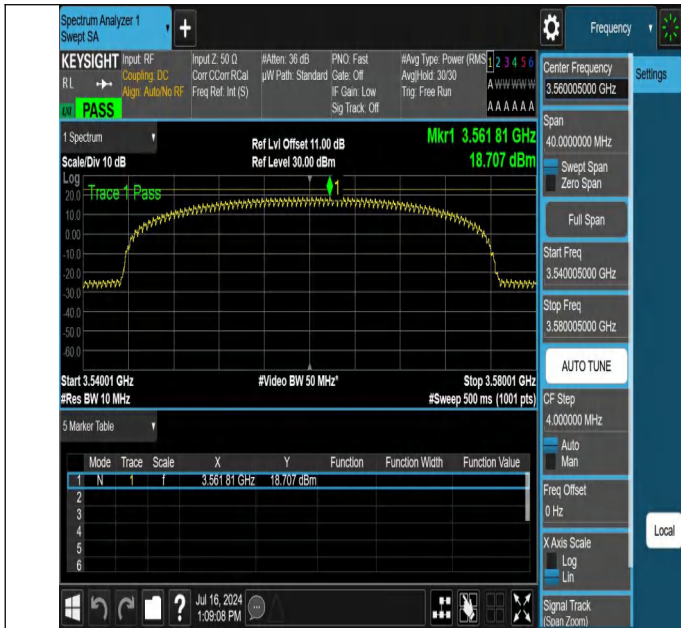 Spectrum Analyzer 1
Swept SA
+
Frequency
KEYSIGHT Input: RF
RL
Coupling: DC
Align: Auto/No RF
Input Z: 50 Ω
Corr CCorr RCal
Freq Ref: Int (S)
#Atten: 36 dB
µW Path: Standard
PNO: Fast
Gate: Off
IF Gain: Low
Sig Track: Off
#Avg Type: Power (RMS
Avg|Hold: 30/30
Trig: Free Run
1 2 3 4 5 6
A W W W W W
A A A A A A
PASS
1 Spectrum
Scale/Div 10 dB
Ref Lvl Offset 11.00 dB
Ref Level 30.00 dBm
Mkr1 3.561 81 GHz
18.707 dBm
Log
Trace 1 Pass
1
20.0
10.0
0.00
-10.0
-20.0
-30.0
-40.0
-50.0
-60.0
Start 3.54001 GHz
#Res BW 10 MHz
#Video BW 50 MHz*
Stop 3.58001 GHz
#Sweep 500 ms (1001 pts)
5 Marker Table
Mode Trace Scale X Y Function Function Width Function Value
1 N 1 f 3.561 81 GHz 18.707 dBm
2
3
4
5
6
Jul 16, 2024
1:09:08 PM
Center Frequency
3.560005000 GHz
Settings
Span
40.0000000 MHz
Swept Span
Zero Span
Full Span
Start Freq
3.540005000 GHz
Stop Freq
3.580005000 GHz
AUTO TUNE
CF Step
4.000000 MHz
Auto
Man
Freq Offset
0 Hz
X Axis Scale
Log
Lin
Signal Track
(Span Zoom)
Local